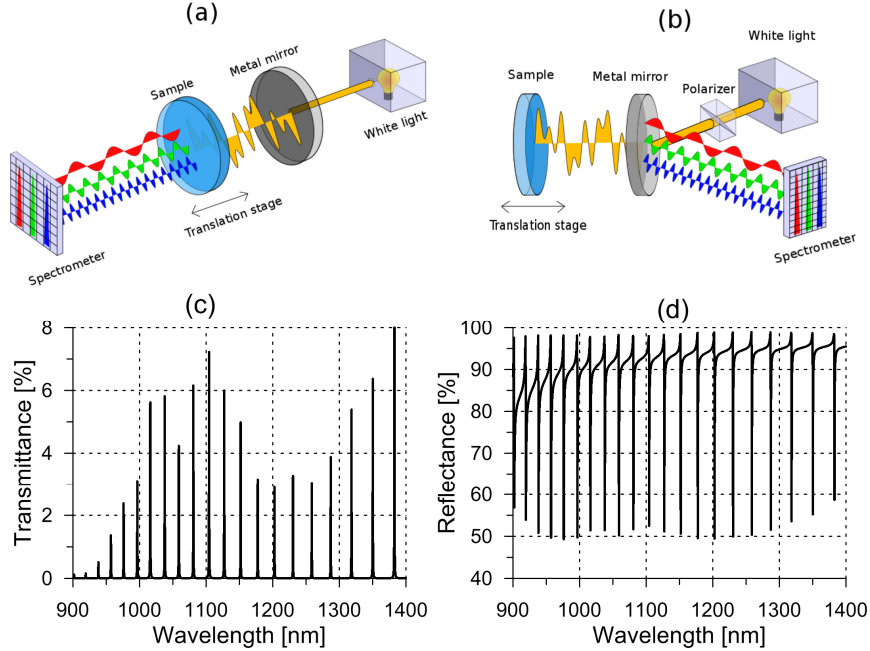 (a)
Sample
Metal mirror
White light
Translation stage
Spectrometer
(b)
White light
Sample
Metal mirror
Polarizer
Translation stage
Spectrometer
(c)
8
6
4
2
0
Transmittance [%]
900 1000 1100 1200 1300 1400
Wavelength [nm]
(d)
100
90
80
70
60
50
40
Reflectance [%]
900 1000 1100 1200 1300 1400
Wavelength [nm]